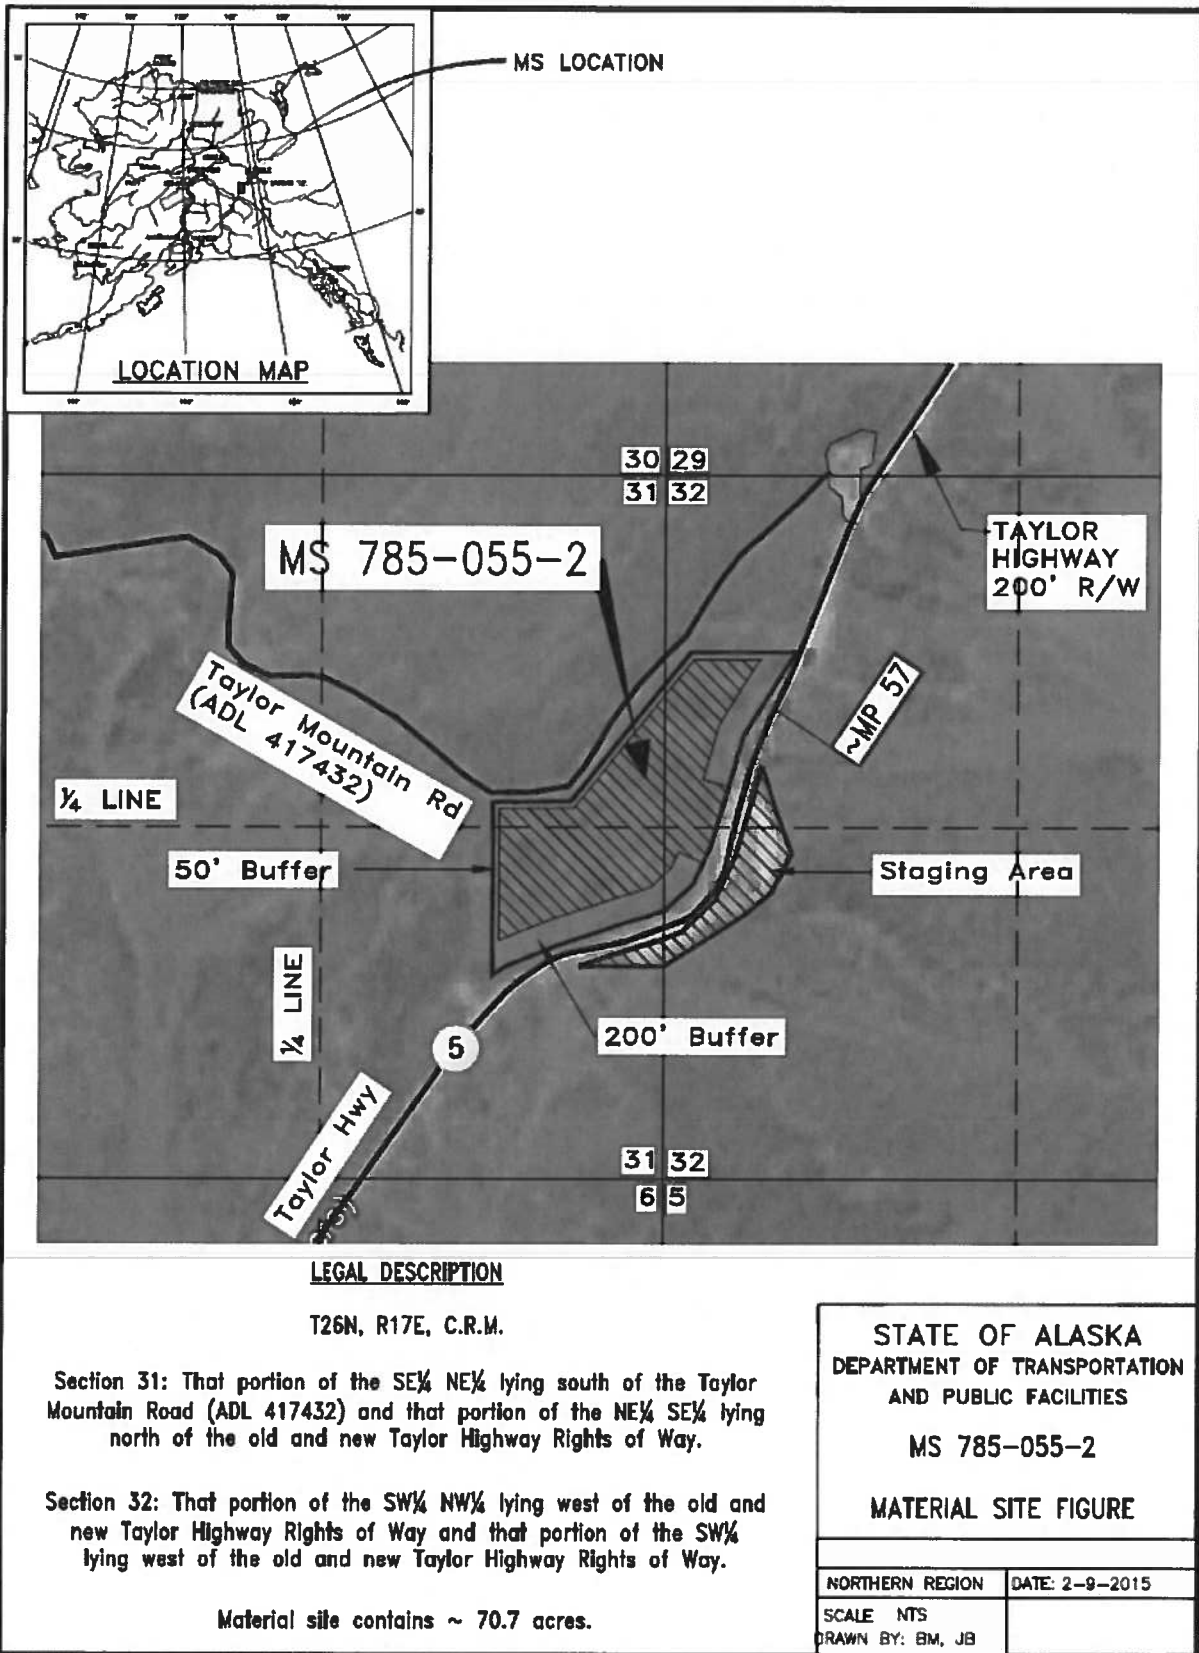 MS LOCATION
LOCATION MAP
30 29
31 32
MS 785-055-2
TAYLOR
HIGHWAY
200' R/W
Taylor Mountain Rd
(ADL 417432)
~MP 57
¼ LINE
50' Buffer
Staging Area
¼ LINE
200' Buffer
5
Taylor Hwy
31 32
6 5
LEGAL DESCRIPTION
T26N, R17E, C.R.M.
Section 31: That portion of the SE¼ NE¼ lying south of the Taylor
Mountain Road (ADL 417432) and that portion of the NE¼ SE¼ lying
north of the old and new Taylor Highway Rights of Way.
Section 32: That portion of the SW¼ NW¼ lying west of the old and
new Taylor Highway Rights of Way and that portion of the SW¼
lying west of the old and new Taylor Highway Rights of Way.
Material site contains ~ 70.7 acres.
STATE OF ALASKA
DEPARTMENT OF TRANSPORTATION
AND PUBLIC FACILITIES
MS 785-055-2
MATERIAL SITE FIGURE
NORTHERN REGION
DATE: 2-9-2015
SCALE NTS
DRAWN BY: BM, JB